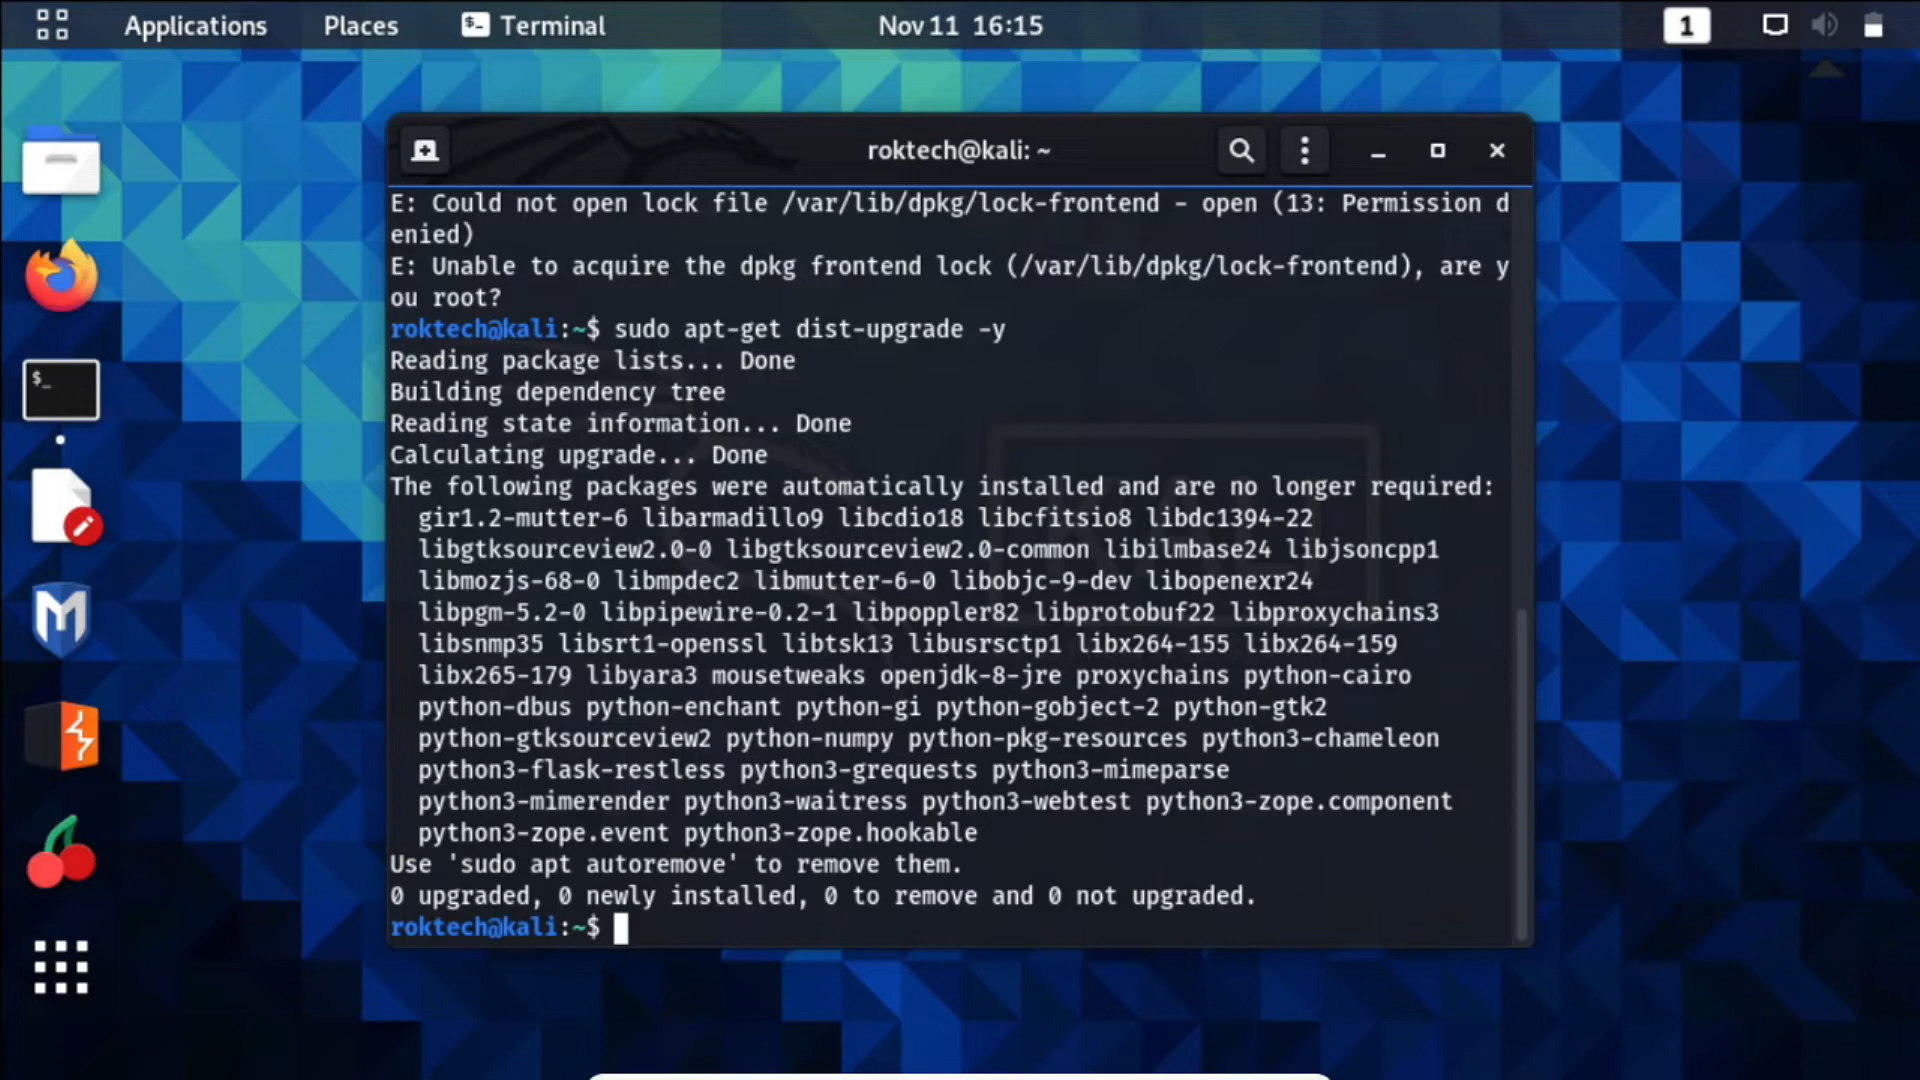 Applications Places Terminal Nov 11 16:15 1
roktech@kali: ~
E: Could not open lock file /var/lib/dpkg/lock-frontend - open (13: Permission d
enied)
E: Unable to acquire the dpkg frontend lock (/var/lib/dpkg/lock-frontend), are y
ou root?
roktech@kali:~$ sudo apt-get dist-upgrade -y
Reading package lists... Done
Building dependency tree
Reading state information... Done
Calculating upgrade... Done
The following packages were automatically installed and are no longer required:
gir1.2-mutter-6 libarmadillo9 libcdio18 libcfitsio8 libdc1394-22
libgtksourceview2.0-0 libgtksourceview2.0-common libilmbase24 libjsoncpp1
libmozjs-68-0 libmpdec2 libmutter-6-0 libobjc-9-dev libopenexr24
libpgm-5.2-0 libpipewire-0.2-1 libpoppler82 libprotobuf22 libproxychains3
libsnmp35 libsrt1-openssl libtsk13 libusrsctp1 libx264-155 libx264-159
libx265-179 libyara3 mousetweaks openjdk-8-jre proxychains python-cairo
python-dbus python-enchant python-gi python-gobject-2 python-gtk2
python-gtksourceview2 python-numpy python-pkg-resources python3-chameleon
python3-flask-restless python3-grequests python3-mimeparse
python3-mimerender python3-waitress python3-webtest python3-zope.component
python3-zope.event python3-zope.hookable
Use 'sudo apt autoremove' to remove them.
0 upgraded, 0 newly installed, 0 to remove and 0 not upgraded.
roktech@kali:~$